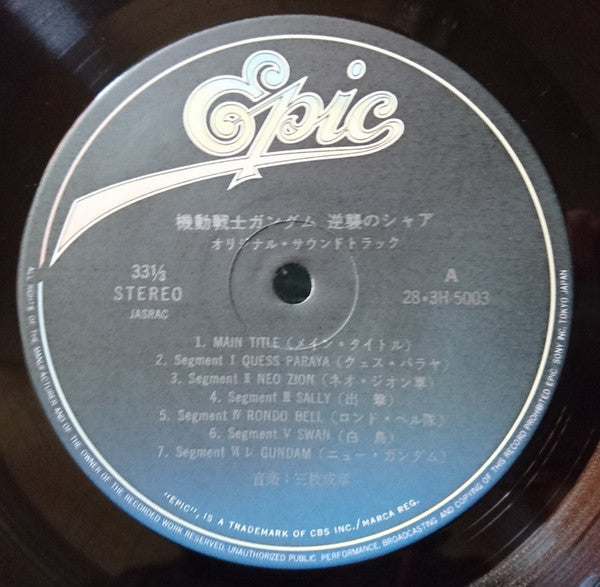 Epic
機動戦士ガンダム 逆襲のシャア
オリジナル・サウンドトラック
33⅓
STEREO
JASRAC
A
28・3H-5003
1. MAIN TITLE (メイン・タイトル)
2. Segment Ⅰ QUESS PARAYA (クェス・パラヤ)
3. Segment Ⅱ NEO ZION (ネオ・ジオン軍)
4. Segment Ⅲ SALLY (出 撃)
5. Segment Ⅳ RONDO BELL (ロンド・ベル隊)
6. Segment Ⅴ SWAN (白 鳥)
7. Segment Ⅵ ν GUNDAM (ニュー・ガンダム)
音楽：三枝成章
"EPIC", IS A TRADEMARK OF CBS INC./MARCA REG.
ALL RIGHTS OF THE MANUFACTURER AND OF THE OWNER OF THE RECORDED WORK RESERVED. UNAUTHORIZED PUBLIC PERFORMANCE, BROADCASTING AND COPYING OF THIS RECORD PROHIBITED EPIC SONY INC. TOKYO JAPAN